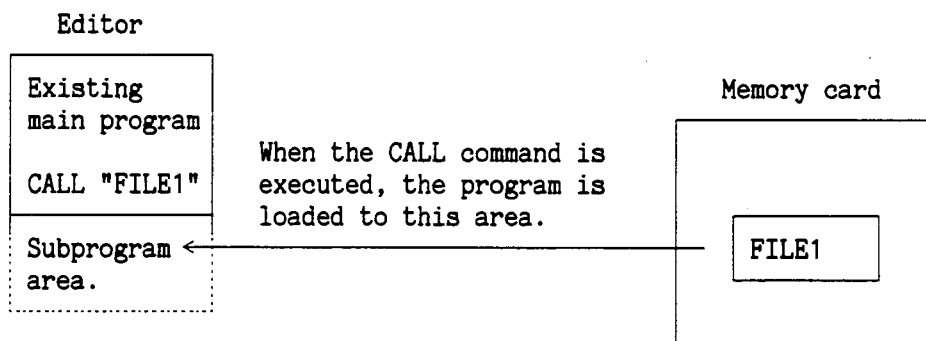 Editor
Existing
main program
CALL "FILE1"
Subprogram
area.
When the CALL command is
executed, the program is
loaded to this area.
Memory card
FILE1